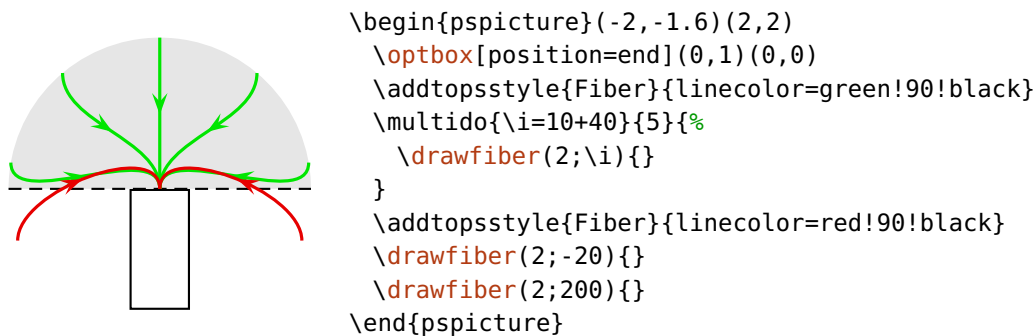 \begin{pspicture}(-2,-1.6)(2,2)
\optbox[position=end](0,1)(0,0)
\addtopsstyle{Fiber}{linecolor=green!90!black}
\multido{\i=10+40}{5}{%
\drawfiber(2;\i){}
}
\addtopsstyle{Fiber}{linecolor=red!90!black}
\drawfiber(2;-20){}
\drawfiber(2;200){}
\end{pspicture}